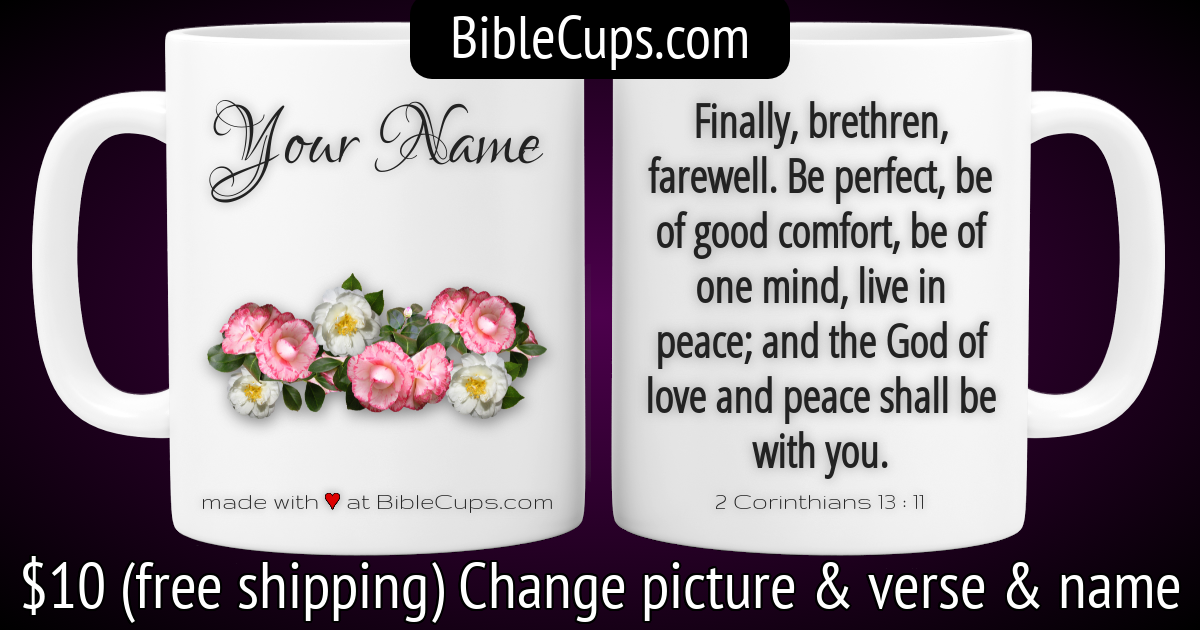 BibleCups.com
Your Name
made with ♥ at BibleCups.com
Finally, brethren,
farewell. Be perfect, be
of good comfort, be of
one mind, live in
peace; and the God of
love and peace shall be
with you.
2 Corinthians 13 : 11
$10 (free shipping) Change picture & verse & name